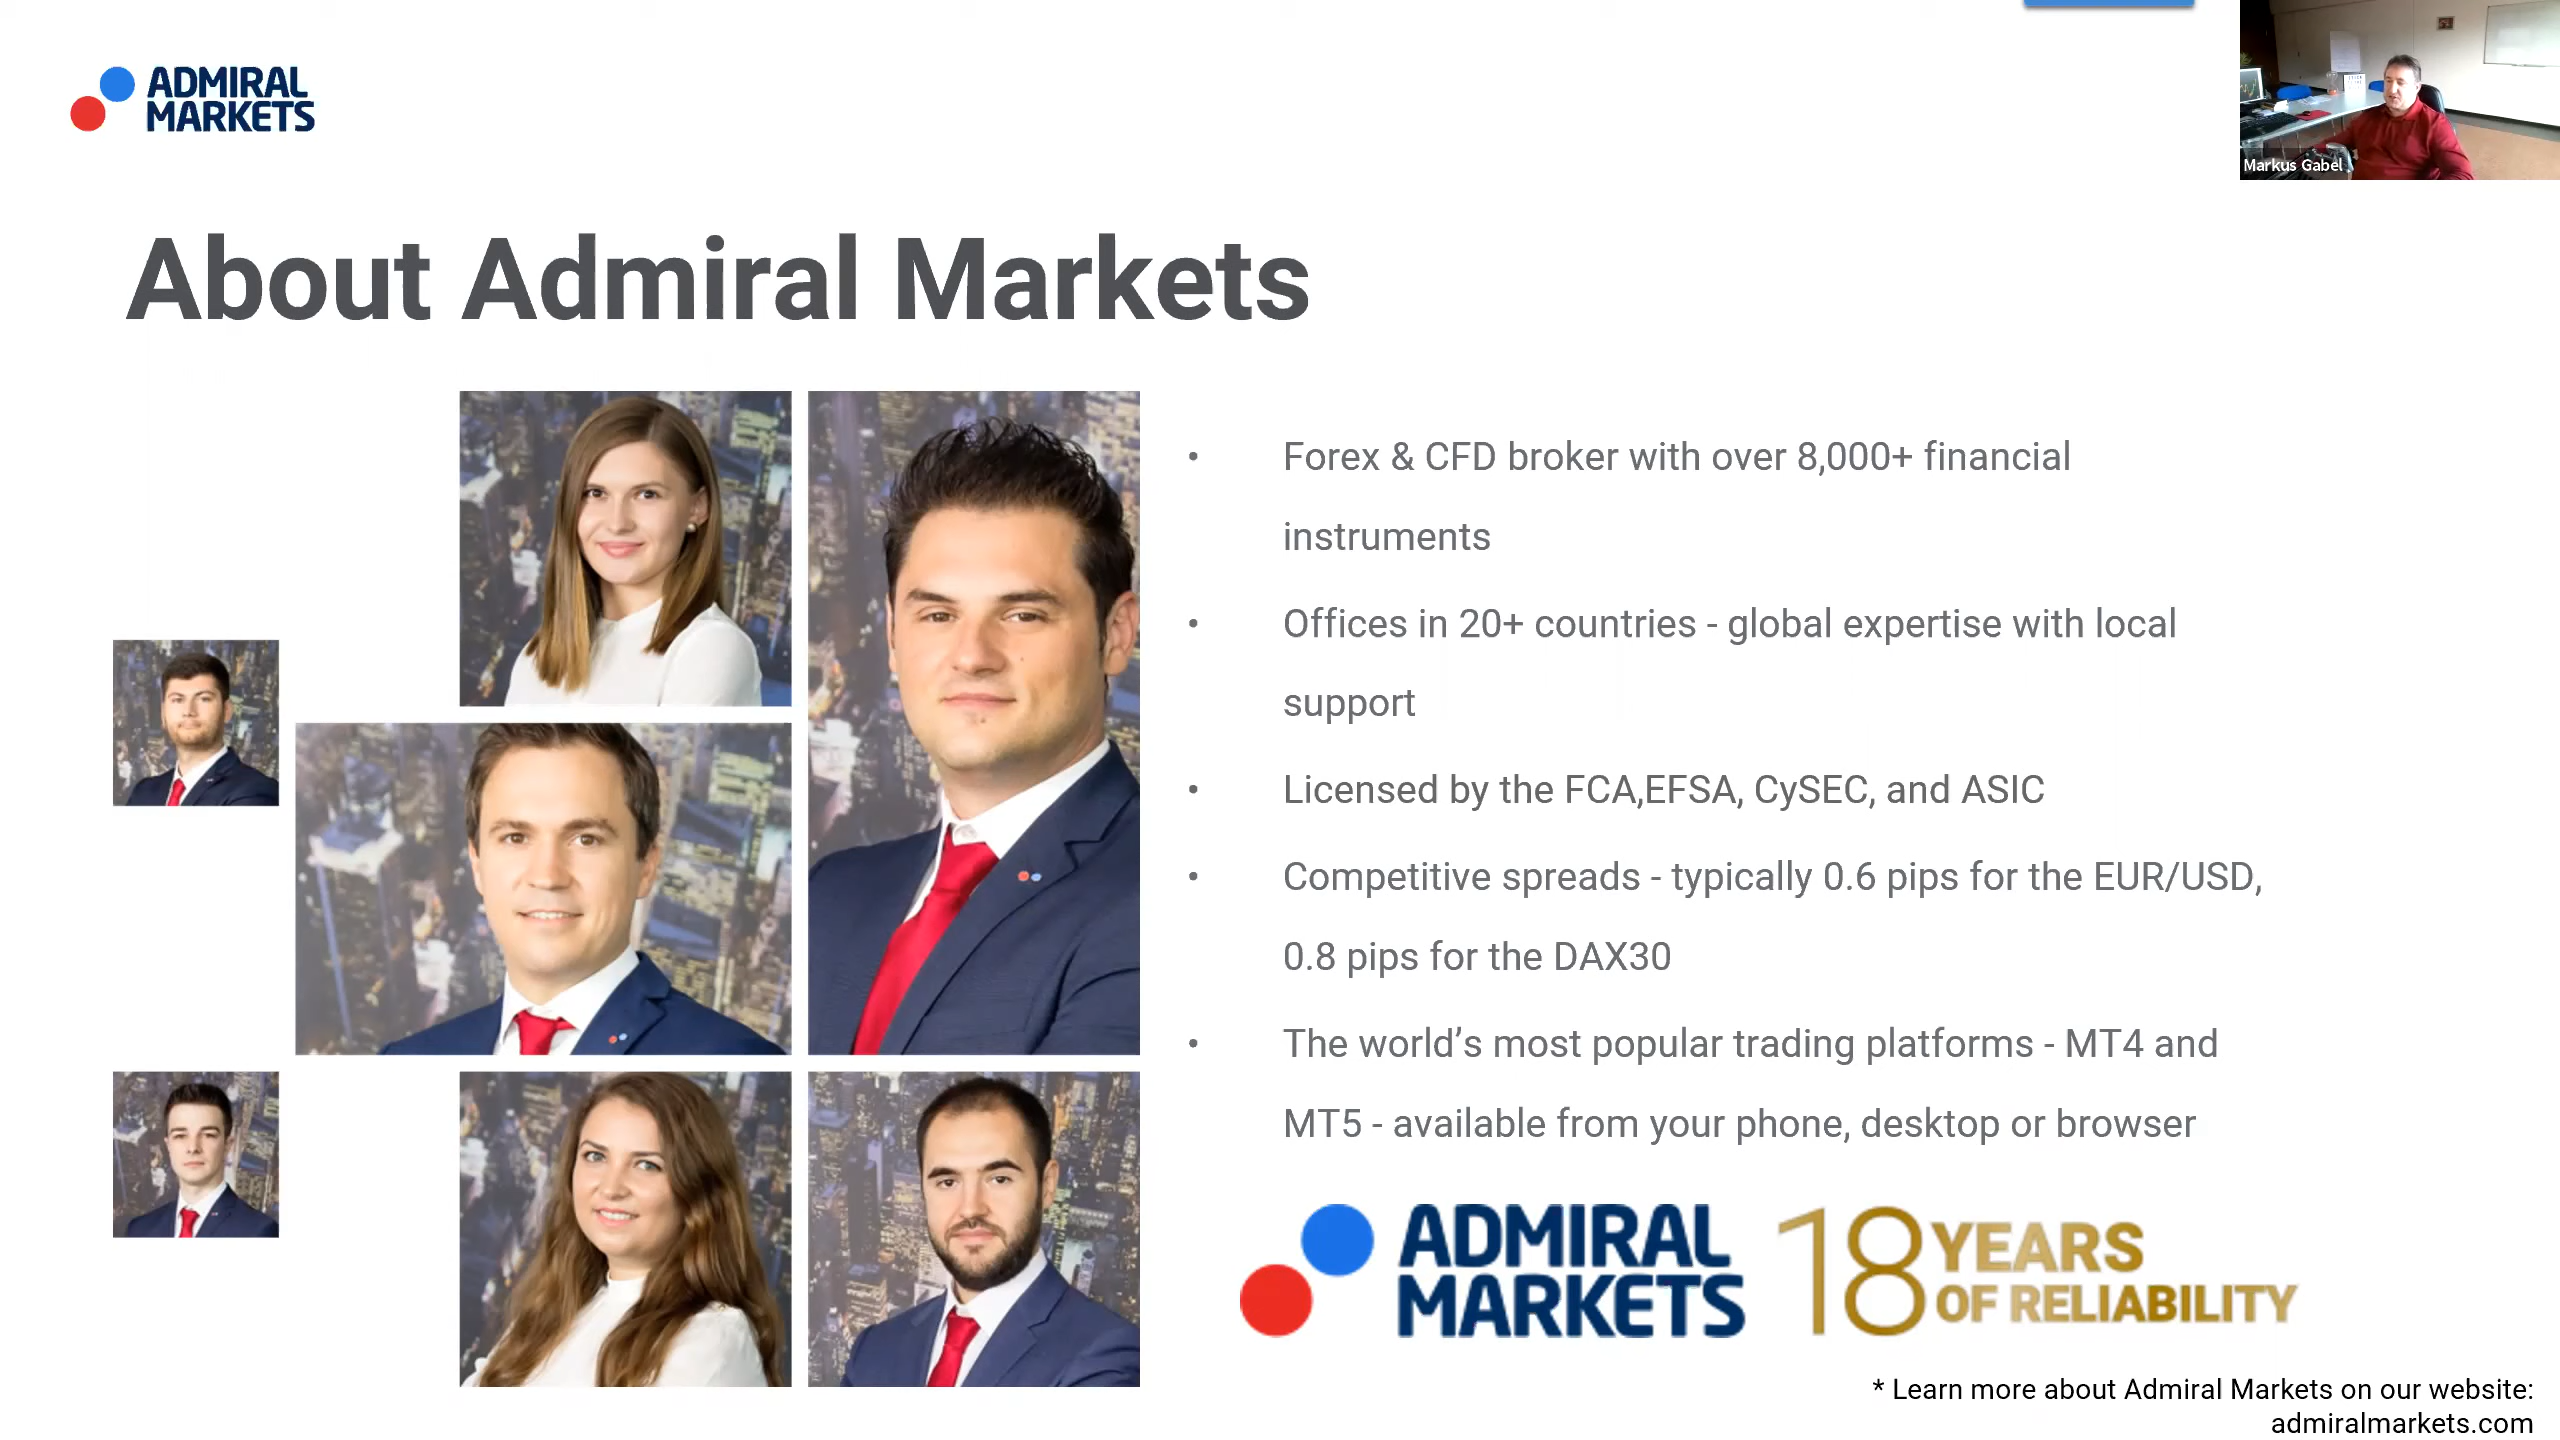 ADMIRAL
MARKETS
Markus Gabel
About Admiral Markets
• Forex & CFD broker with over 8,000+ financial
instruments
• Offices in 20+ countries - global expertise with local
support
• Licensed by the FCA,EFSA, CySEC, and ASIC
• Competitive spreads - typically 0.6 pips for the EUR/USD,
0.8 pips for the DAX30
• The world’s most popular trading platforms - MT4 and
MT5 - available from your phone, desktop or browser
ADMIRAL
MARKETS
18 YEARS
OF RELIABILITY
* Learn more about Admiral Markets on our website:
admiralmarkets.com